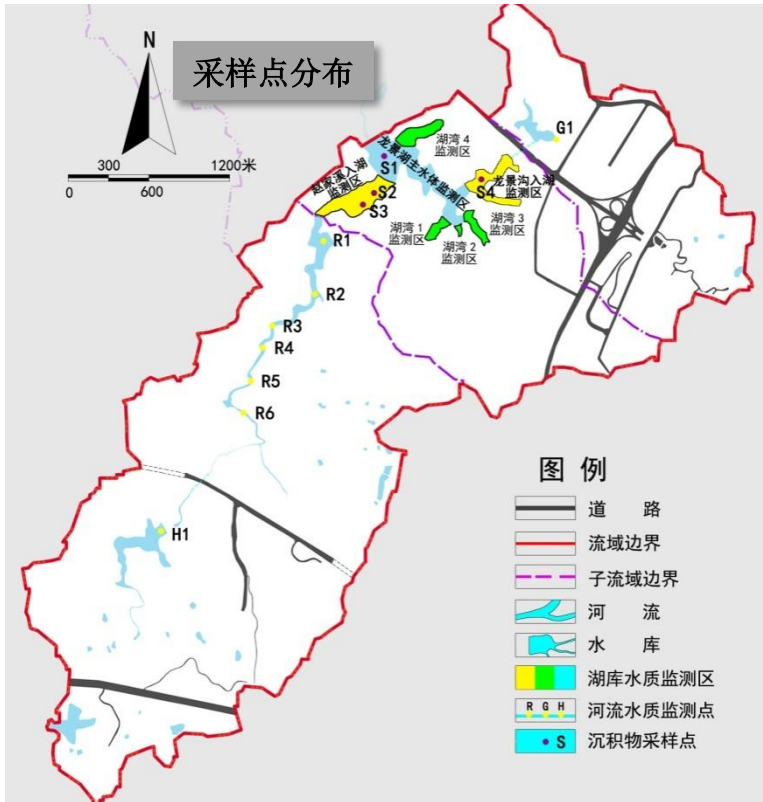 N
采样点分布
300
1200米
0
600
湖湾 4
监测区
G1
龙景湖主水体监测区
S1
赵家溪入湖
监测区
S2
S3
S4
龙景沟入湖
监测区
湖湾 1
监测区
湖湾 2
监测区
湖湾 3
监测区
R1
R2
R3
R4
R5
R6
H1
图 例
道 路
流域边界
子流域边界
河 流
水 库
湖库水质监测区
R G H
河流水质监测点
S
沉积物采样点